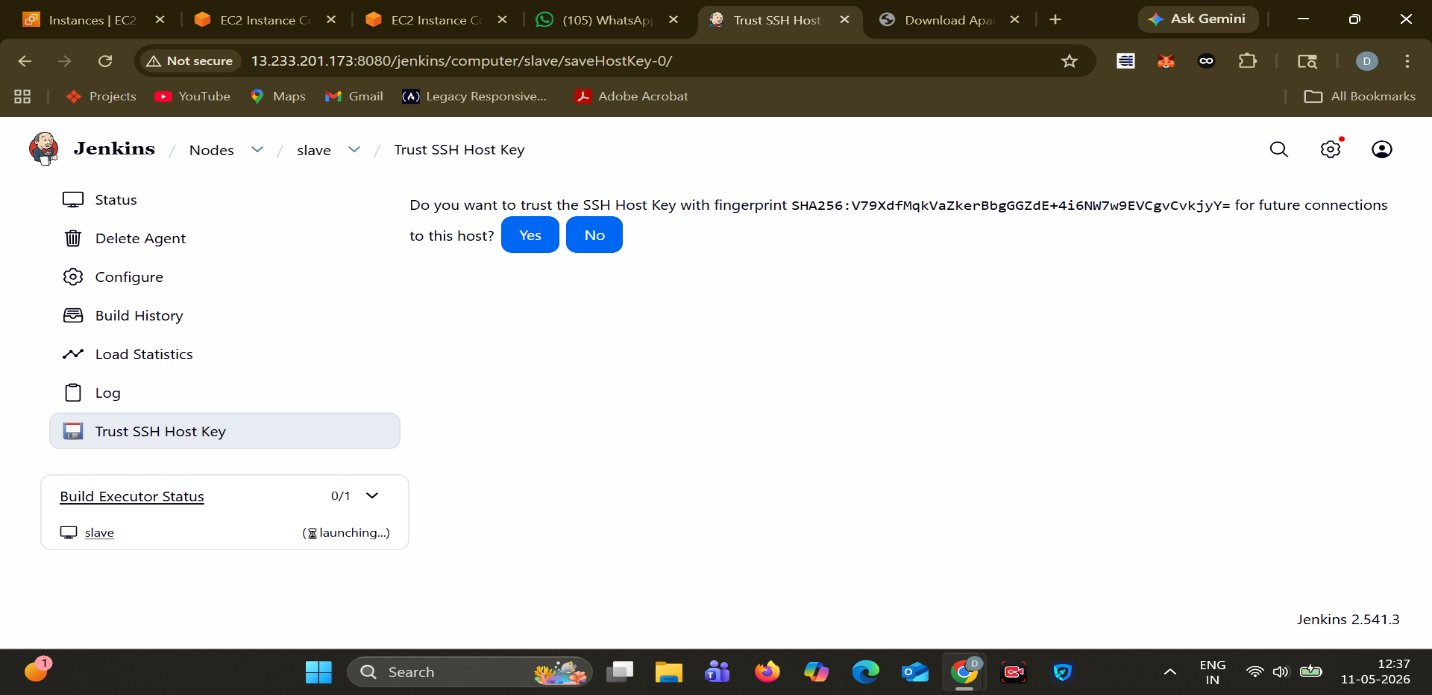 Instances | EC2
EC2 Instance Co
EC2 Instance Co
(105) WhatsApp
Trust SSH Host
Download Apac
Ask Gemini
Not secure
13.233.201.173:8080/jenkins/computer/slave/saveHostKey-0/
D
Projects
YouTube
Maps
Gmail
Legacy Responsive...
Adobe Acrobat
All Bookmarks
Jenkins / Nodes / slave / Trust SSH Host Key
Status
Delete Agent
Configure
Build History
Load Statistics
Log
Trust SSH Host Key
Do you want to trust the SSH Host Key with fingerprint SHA256:V79XdfMqkVaZkerBbgGGZdE+4i6NW7w9EVCgvCvkjyY= for future connections
to this host? Yes No
Build Executor Status 0/1
slave (launching...)
Jenkins 2.541.3
1
Search
D
ENG
IN
12:37
11-05-2026